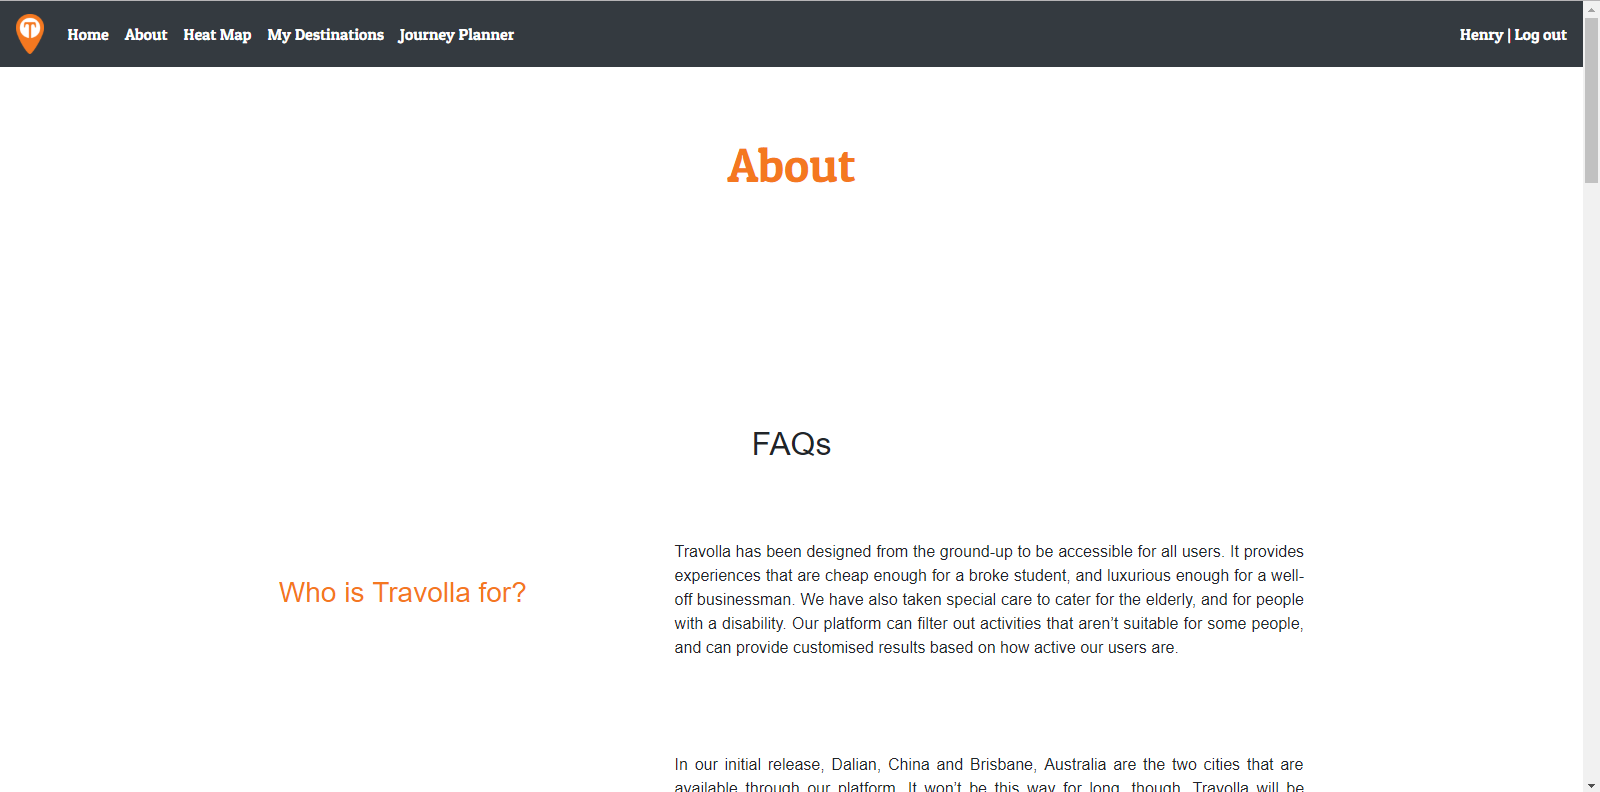 T
Home About Heat Map My Destinations Journey Planner Henry | Log out
About
FAQs
Who is Travolla for?
Travolla has been designed from the ground-up to be accessible for all users. It provides
experiences that are cheap enough for a broke student, and luxurious enough for a well-
off businessman. We have also taken special care to cater for the elderly, and for people
with a disability. Our platform can filter out activities that aren’t suitable for some people,
and can provide customised results based on how active our users are.
In our initial release, Dalian, China and Brisbane, Australia are the two cities that are
available through our platform. It won’t be this way for long, though. Travolla will be